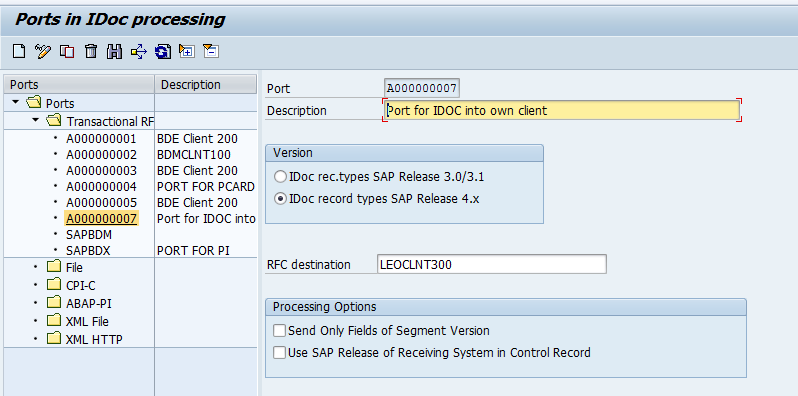 Ports in IDoc processing
Ports Description
Ports
Transactional RF
A000000001 BDE Client 200
A000000002 BDMCLNT100
A000000003 BDE Client 200
A000000004 PORT FOR PCARD
A000000005 BDE Client 200
A000000007 Port for IDOC into
SAPBDM
SAPBDX PORT FOR PI
File
CPI-C
ABAP-PI
XML File
XML HTTP
Port A000000007
Description Port for IDOC into own client
Version
IDoc rec.types SAP Release 3.0/3.1
IDoc record types SAP Release 4.x
RFC destination LEOCLNT300
Processing Options
Send Only Fields of Segment Version
Use SAP Release of Receiving System in Control Record